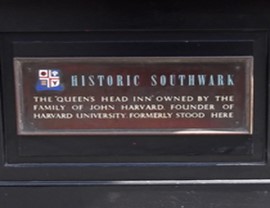 HISTORIC SOUTHWARK
THE 'QUEEN'S HEAD INN' OWNED BY THE
FAMILY OF JOHN HARVARD, FOUNDER OF
HARVARD UNIVERSITY, FORMERLY STOOD HERE